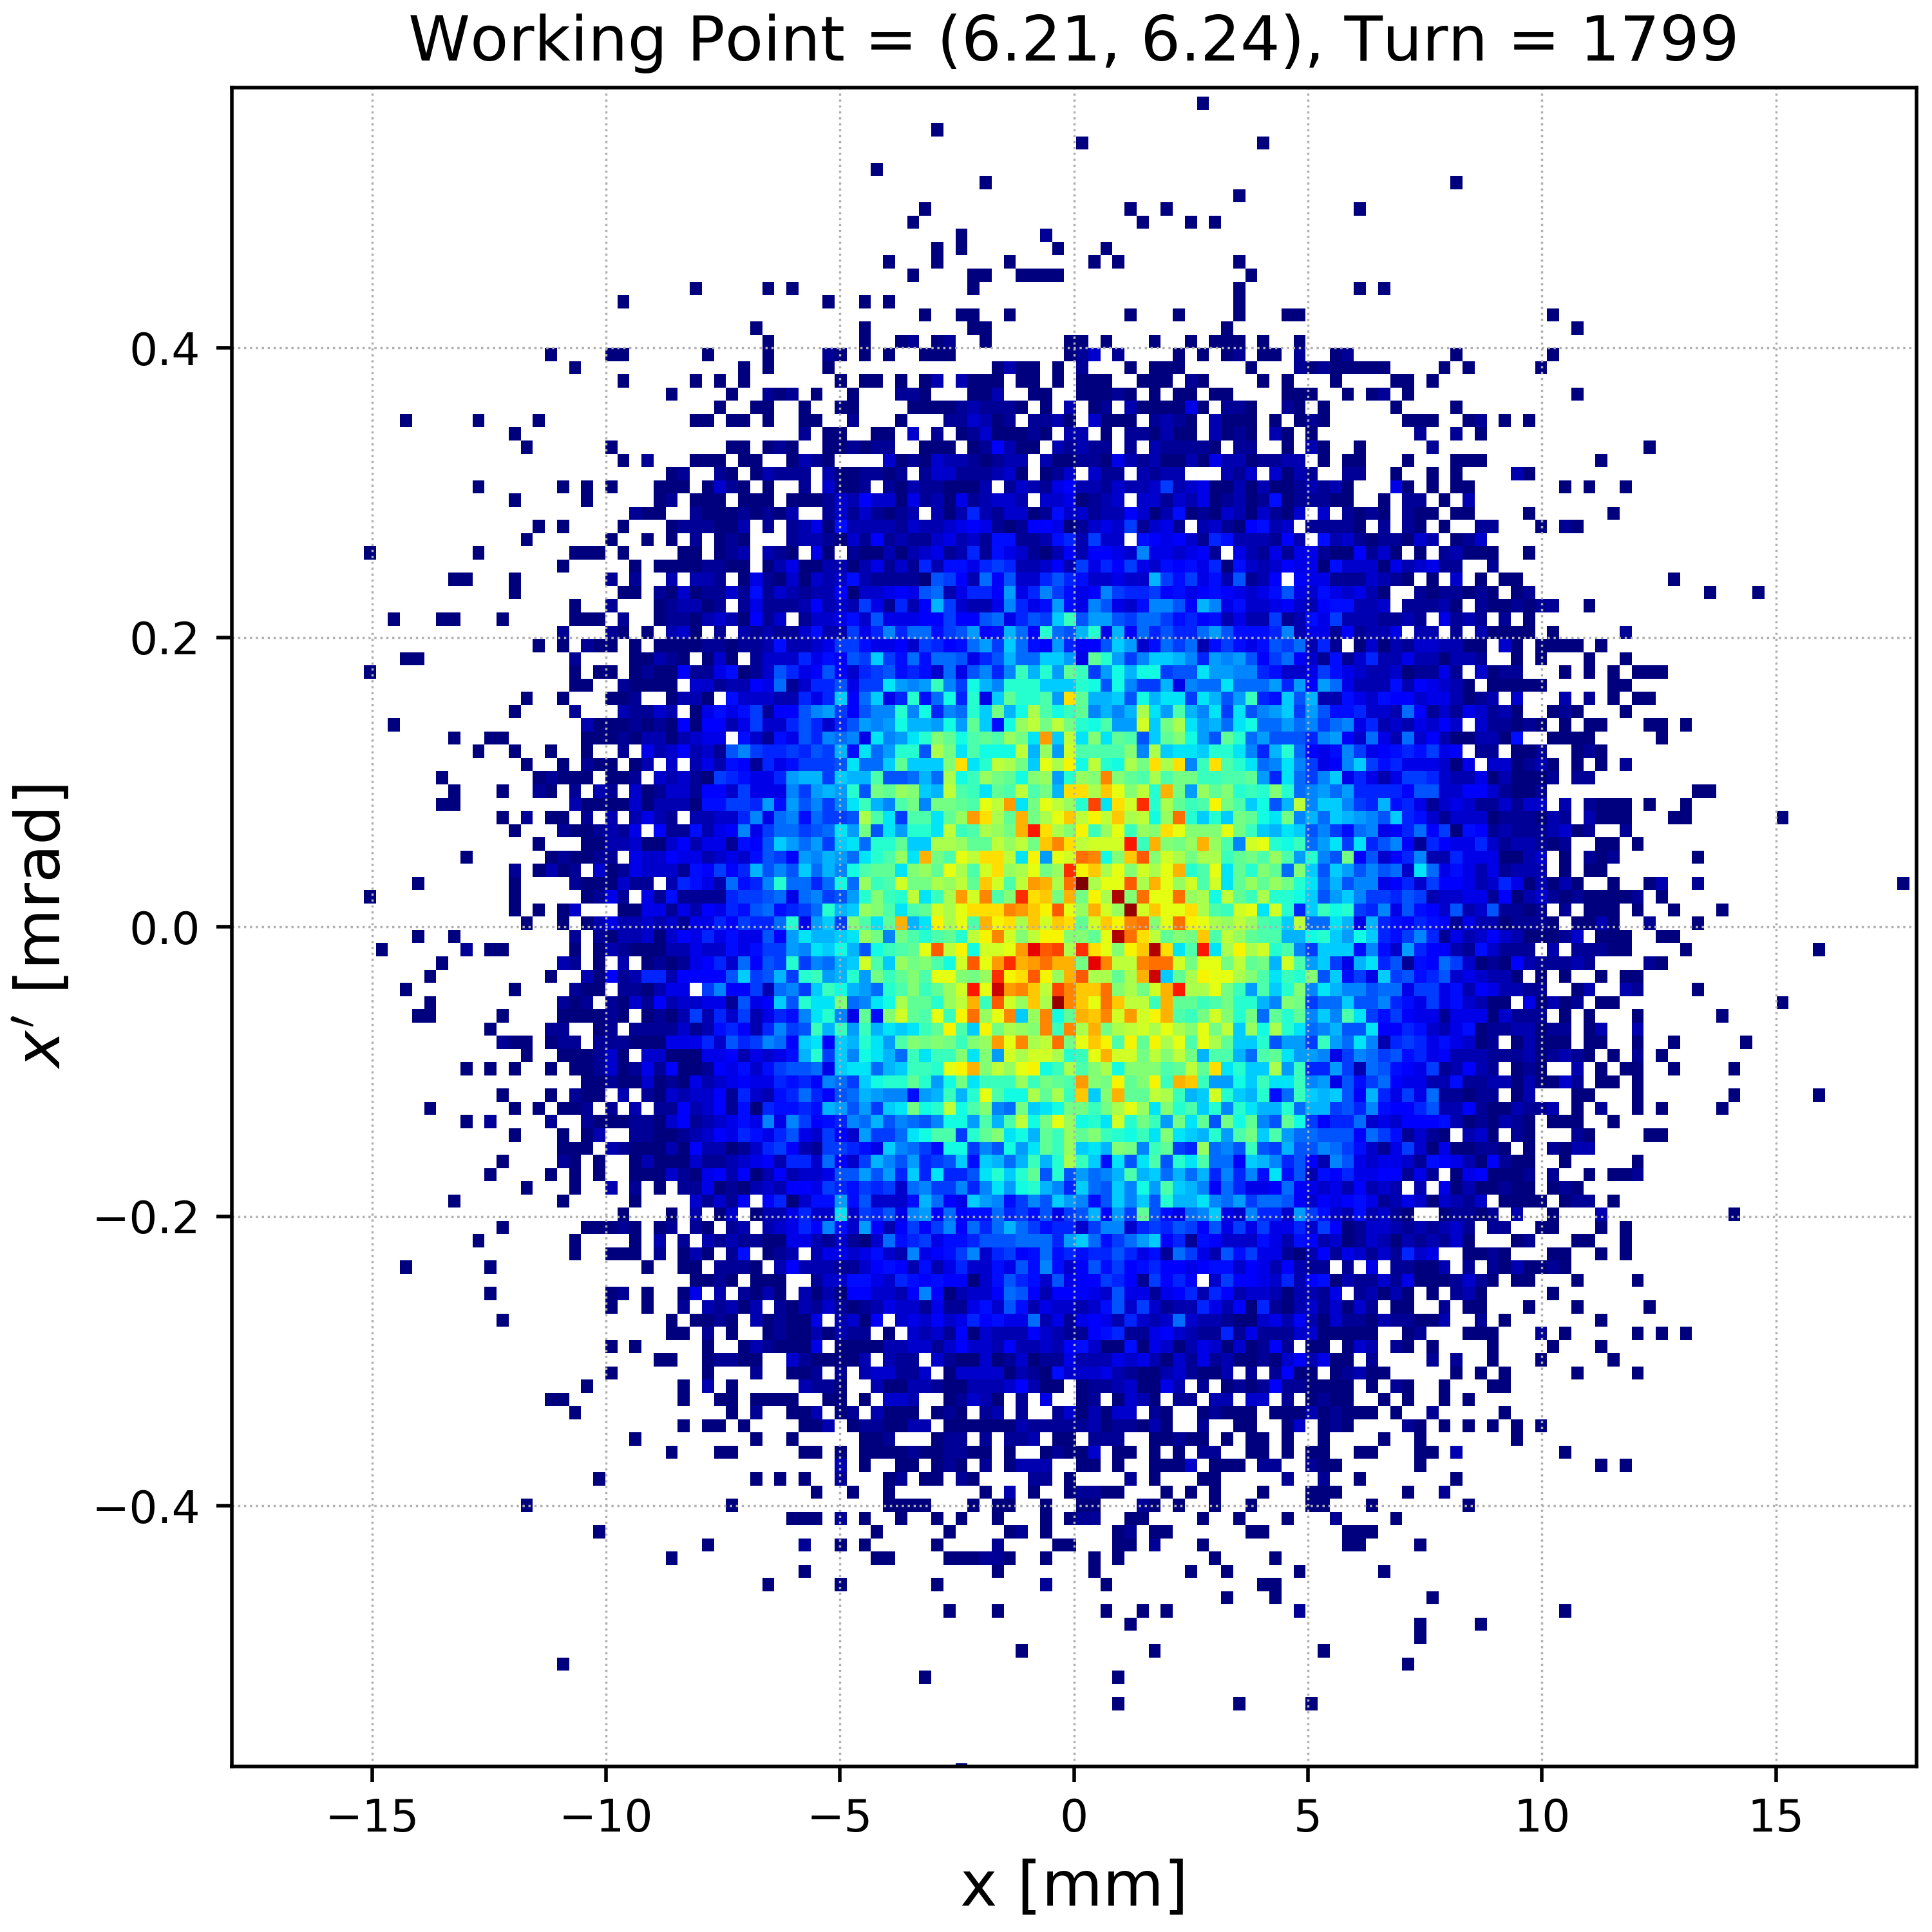 Working Point = (6.21, 6.24), Turn = 1799
0.4
0.2
0.0
−0.2
−0.4
x′ [mrad]
−15 −10 −5 0 5 10 15
x [mm]